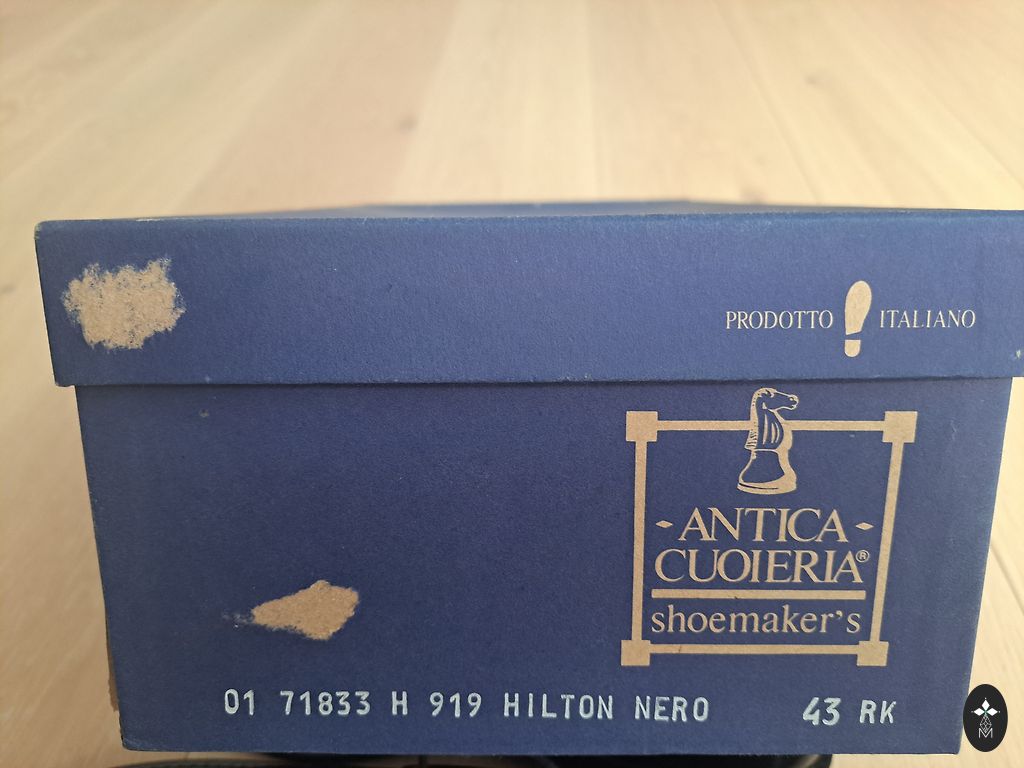 PRODOTTO ITALIANO
ANTICA
CUOIERIA®
shoemaker's
01 71833 H 919 HILTON NERO 43 RK
M